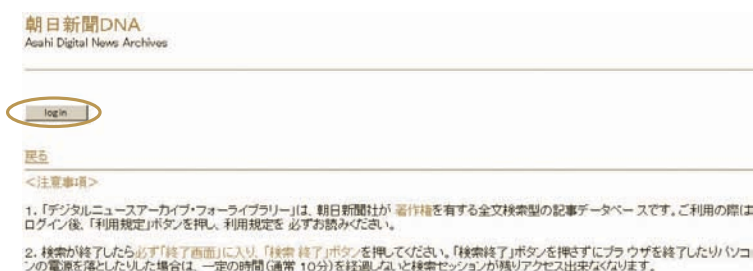 朝日新聞DNA
Asahi Digital News Archives
login
戻る
<注意事項>
1.「デジタルニュースアーカイブ・フォーライブラリー」は、朝日新聞社が 著作権を有する全文検索型の記事データベースです。ご利用の際は
ログイン後、「利用規定」ボタンを押し、利用規定を 必ずお読みください。
2. 検索が終了したら必ず「終了画面」に入り、「検索 終了」ボタンを押してください。「検索終了」ボタンを押さずにブラウザを終了したりパソコ
ンの電源を落としたりした場合は、一定の時間(通常 10分)を経過しないと検索セッションが残りアクセス出来なくなります。